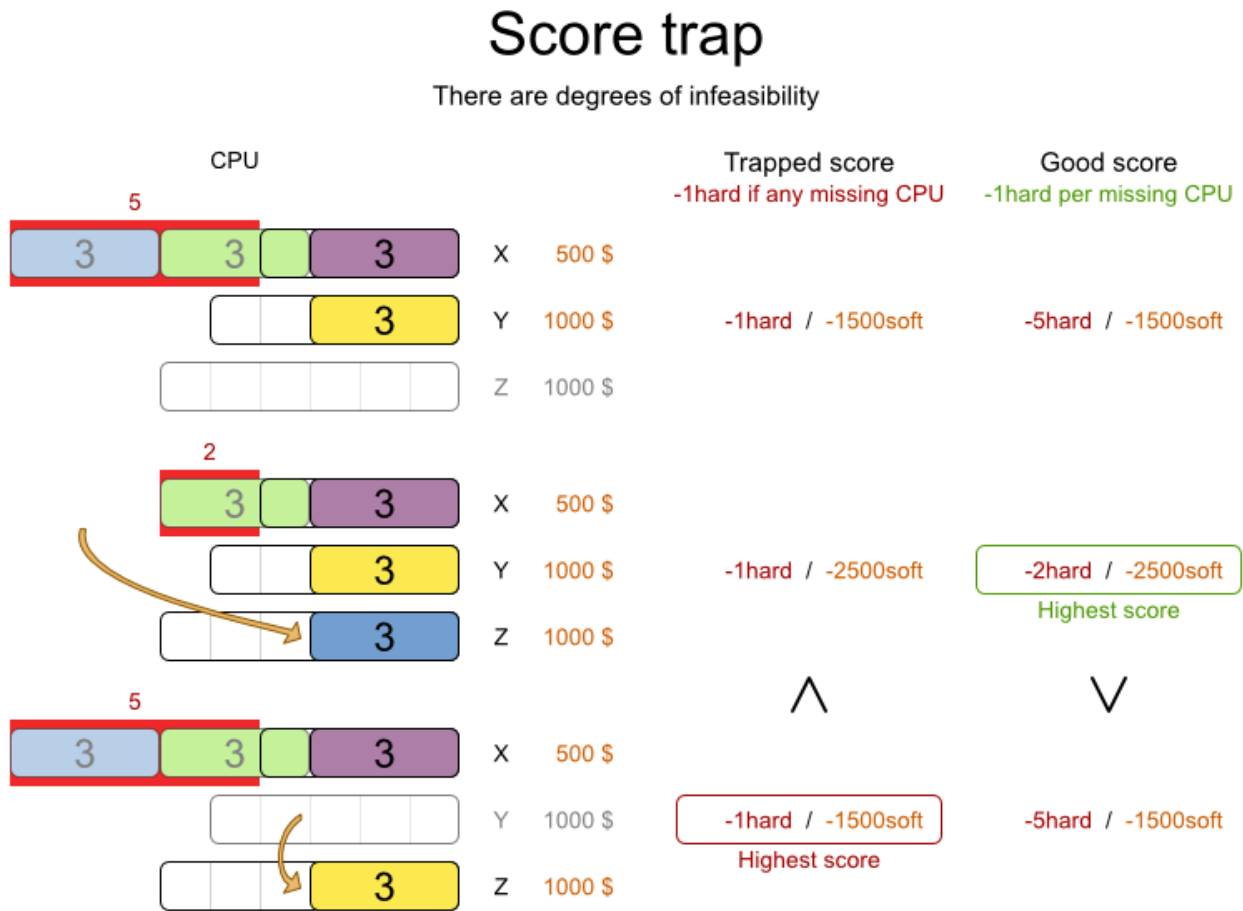 Score trap
There are degrees of infeasibility
CPU
Trapped score
Good score
-1hard if any missing CPU
-1hard per missing CPU
5
3 3 3 X 500 $
3 Y 1000 $ -1hard / -1500soft -5hard / -1500soft
Z 1000 $
2
3 3 X 500 $
3 Y 1000 $ -1hard / -2500soft -2hard / -2500soft
Highest score
3 Z 1000 $
5
3 3 3 X 500 $
Y 1000 $ -1hard / -1500soft -5hard / -1500soft
Highest score
3 Z 1000 $